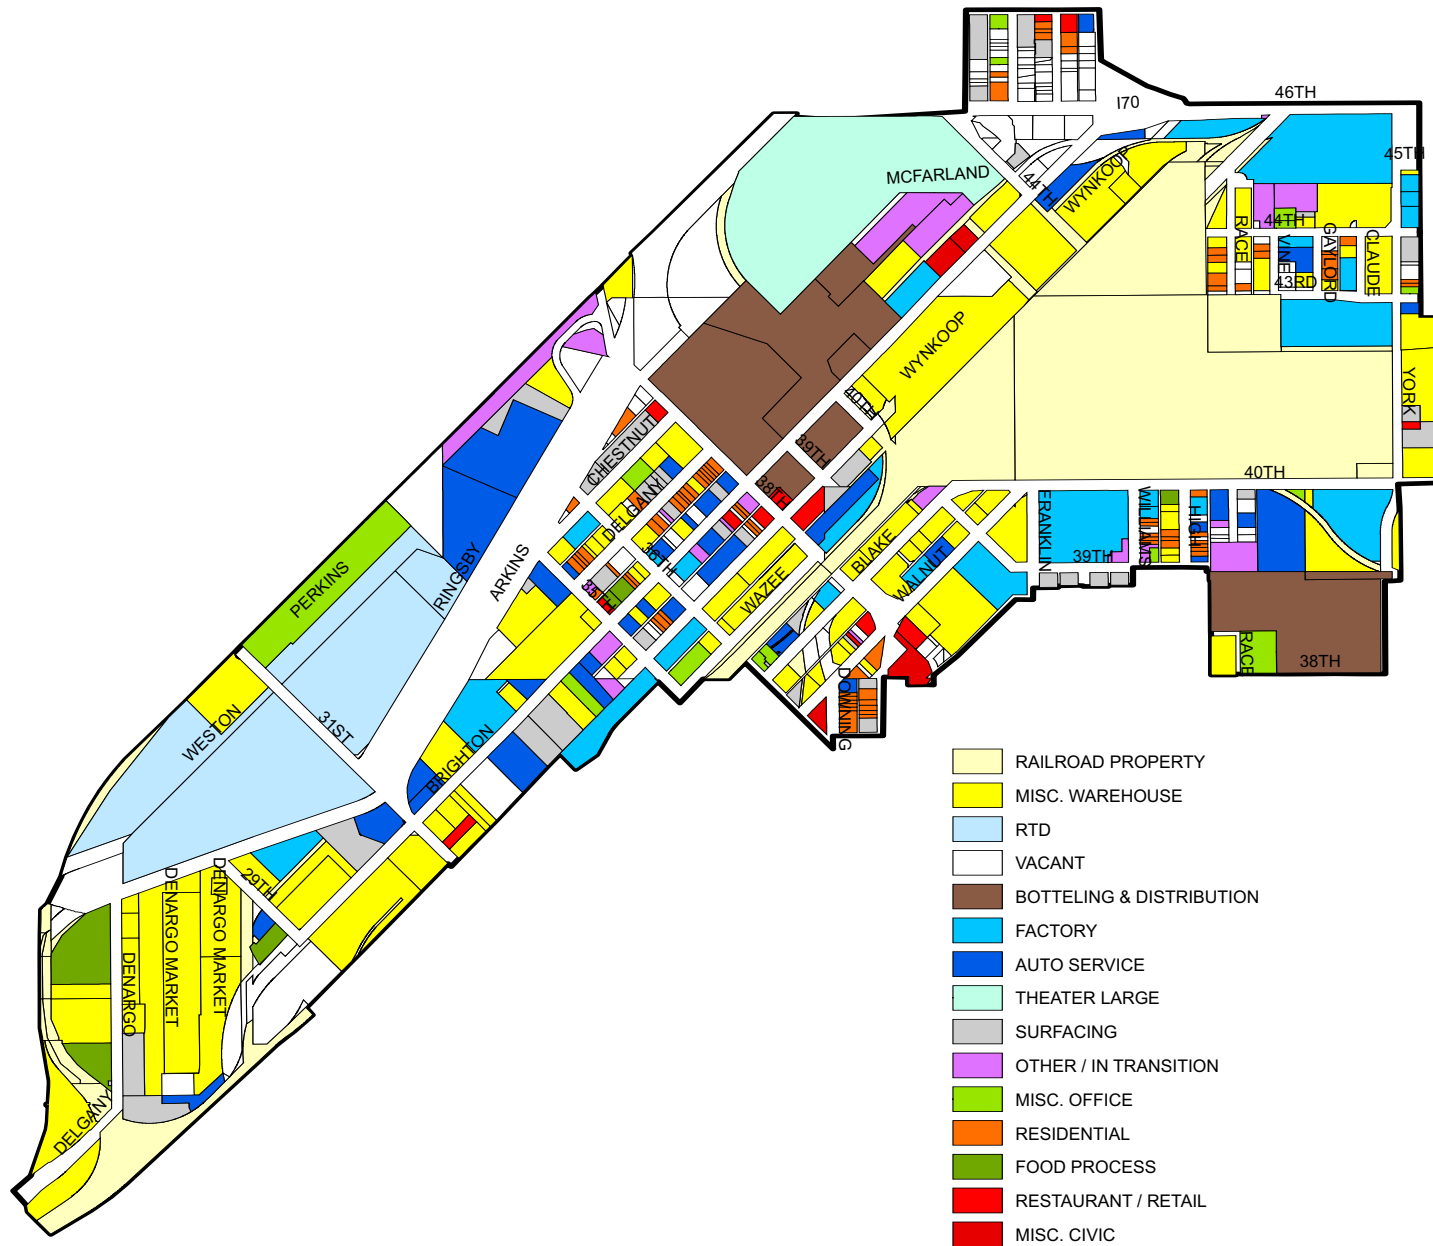 46TH
I70
45TH
MCFARLAND
44TH
WYNKOOP
44TH
RACE
VINE
GAYLORD
CLAUDE
43RD
WYNKOOP
YORK
40TH
CHESTNUT
39TH
40TH
38TH
DELGANY
FRANKLIN
WILLIAMS
HIGH
36TH
BLAKE
39TH
WALNUT
ARKINS
RINGSBY
PERKINS
35TH
WAZEE
RACE
38TH
DOWNING
WESTON
31ST
BRIGHTON
29TH
DENARGO MARKET
DENARGO MARKET
DENARGO
DELGANY
RAILROAD PROPERTY
MISC. WAREHOUSE
RTD
VACANT
BOTTELING & DISTRIBUTION
FACTORY
AUTO SERVICE
THEATER LARGE
SURFACING
OTHER / IN TRANSITION
MISC. OFFICE
RESIDENTIAL
FOOD PROCESS
RESTAURANT / RETAIL
MISC. CIVIC